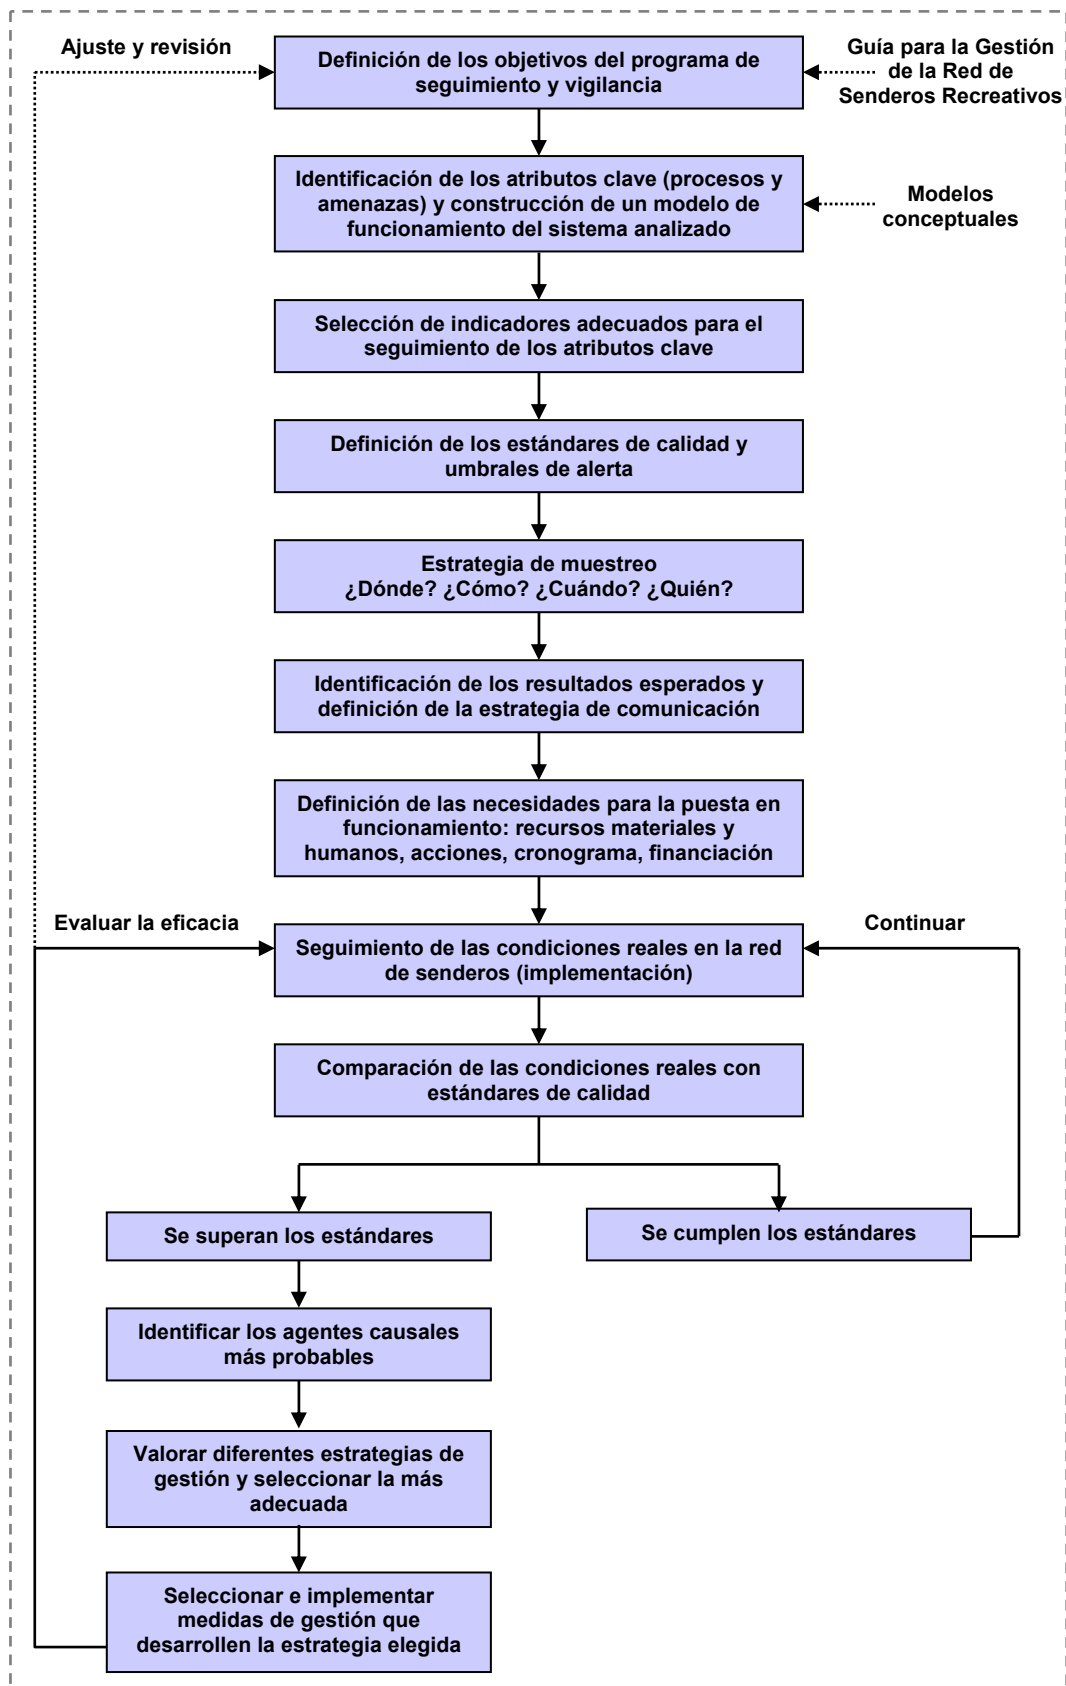 Ajuste y revisión
Definición de los objetivos del programa de
seguimiento y vigilancia
Guía para la Gestión
de la Red de
Senderos Recreativos
Identificación de los atributos clave (procesos y
amenazas) y construcción de un modelo de
funcionamiento del sistema analizado
Modelos
conceptuales
Selección de indicadores adecuados para el
seguimiento de los atributos clave
Definición de los estándares de calidad y
umbrales de alerta
Estrategia de muestreo
¿Dónde? ¿Cómo? ¿Cuándo? ¿Quién?
Identificación de los resultados esperados y
definición de la estrategia de comunicación
Definición de las necesidades para la puesta en
funcionamiento: recursos materiales y
humanos, acciones, cronograma, financiación
Evaluar la eficacia
Seguimiento de las condiciones reales en la red
de senderos (implementación)
Continuar
Comparación de las condiciones reales con
estándares de calidad
Se superan los estándares
Se cumplen los estándares
Identificar los agentes causales
más probables
Valorar diferentes estrategias de
gestión y seleccionar la más
adecuada
Seleccionar e implementar
medidas de gestión que
desarrollen la estrategia elegida